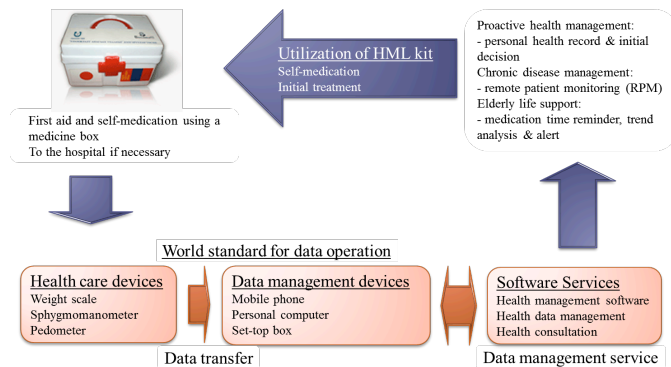 Utilization of HML kit
Self-medication
Initial treatment
Proactive health management:
- personal health record & initial
decision
Chronic disease management:
- remote patient monitoring (RPM)
Elderly life support:
- medication time reminder, trend
analysis & alert
First aid and self-medication using a
medicine box
To the hospital if necessary
World standard for data operation
Health care devices
Weight scale
Sphygmomanometer
Pedometer
Data management devices
Mobile phone
Personal computer
Set-top box
Software Services
Health management software
Health data management
Health consultation
Data transfer
Data management service